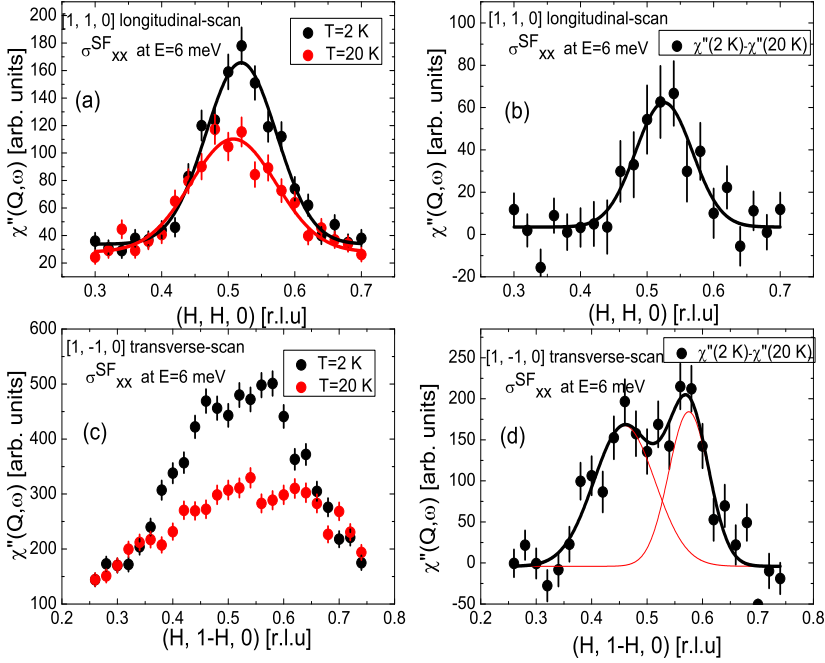 [1, 1, 0] longitudinal-scan
σSFxx at E=6 meV
T=2 K
T=20 K
(a)
χ"(Q,ω) [arb. units]
200
180
160
140
120
100
80
60
40
20
0.3 0.4 0.5 0.6 0.7
(H, H, 0) [r.l.u]
[1, 1, 0] longitudinal-scan
σSFxx at E=6 meV
χ"(2 K)-χ"(20 K)
(b)
χ"(Q,ω) [arb. units]
100
80
60
40
20
0
-20
0.3 0.4 0.5 0.6 0.7
(H, H, 0) [r.l.u]
[1, -1, 0] transverse-scan
σSFxx at E=6 meV
T=2 K
T=20 K
(c)
χ"(Q,ω) [arb. units]
600
500
400
300
200
100
0.2 0.3 0.4 0.5 0.6 0.7 0.8
(H, 1-H, 0) [r.l.u]
[1, -1, 0] transverse-scan
σSFxx at E=6 meV
χ"(2 K)-χ"(20 K)
(d)
χ"(Q,ω) [arb. units]
250
200
150
100
50
0
-50
0.2 0.3 0.4 0.5 0.6 0.7 0.8
(H, 1-H, 0) [r.l.u]